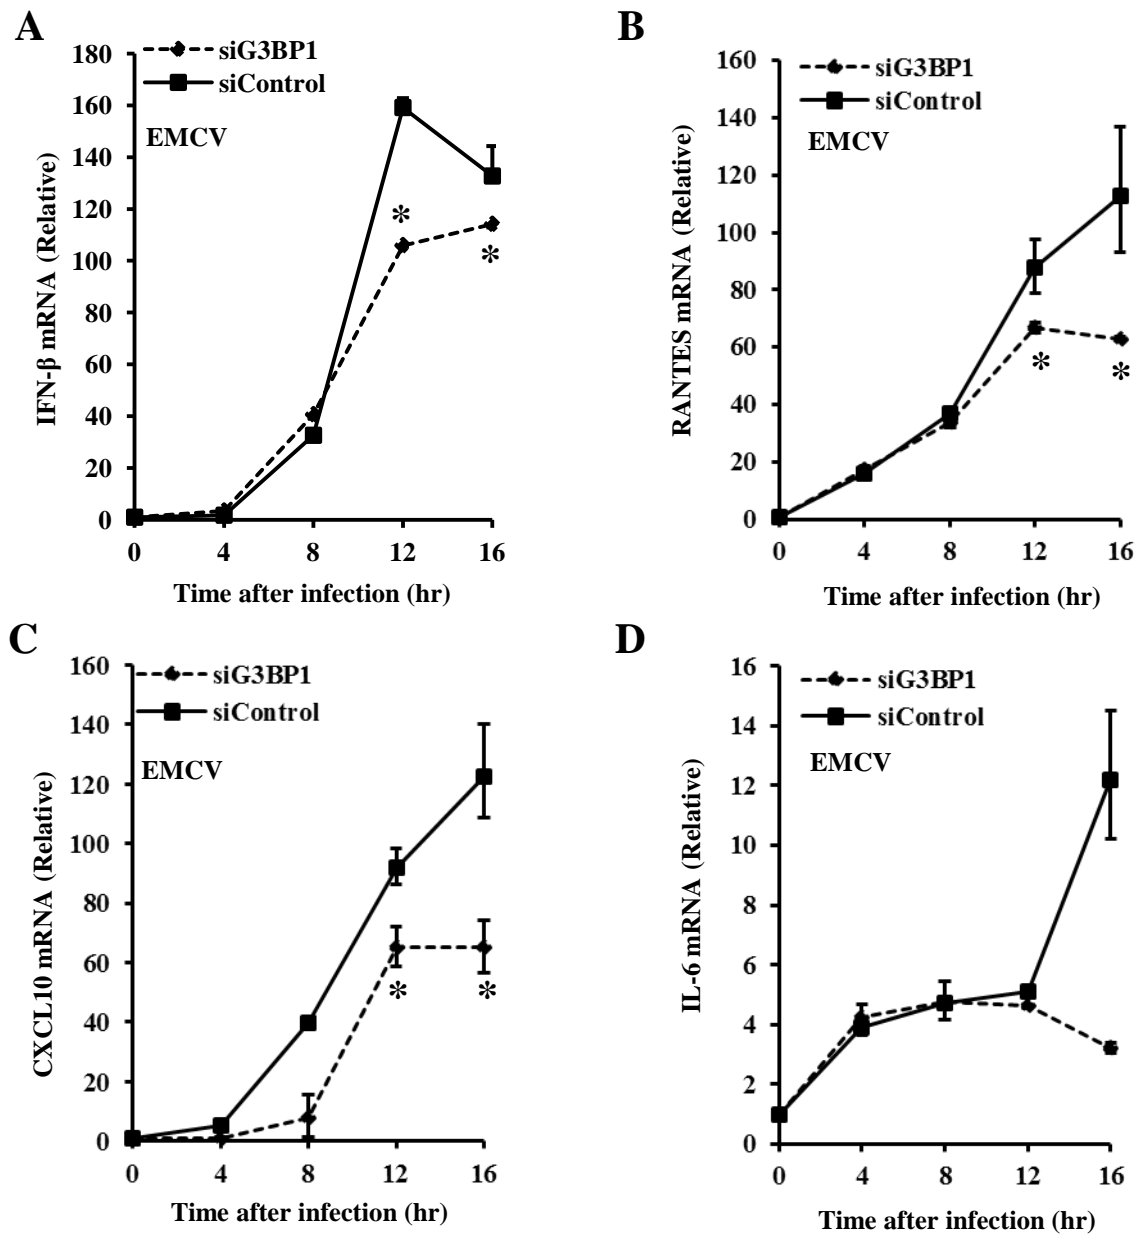 A
siG3BP1
siControl
EMCV
IFN-β mRNA (Relative)
180
160
140
120
100
80
60
40
20
0
*
*
0 4 8 12 16
Time after infection (hr)
B
siG3BP1
siControl
EMCV
RANTES mRNA (Relative)
160
140
120
100
80
60
40
20
0
*
*
0 4 8 12 16
Time after infection (hr)
C
siG3BP1
siControl
EMCV
CXCL10 mRNA (Relative)
160
140
120
100
80
60
40
20
0
*
*
0 4 8 12 16
Time after infection (hr)
D
siG3BP1
siControl
EMCV
IL-6 mRNA (Relative)
16
14
12
10
8
6
4
2
0
0 4 8 12 16
Time after infection (hr)